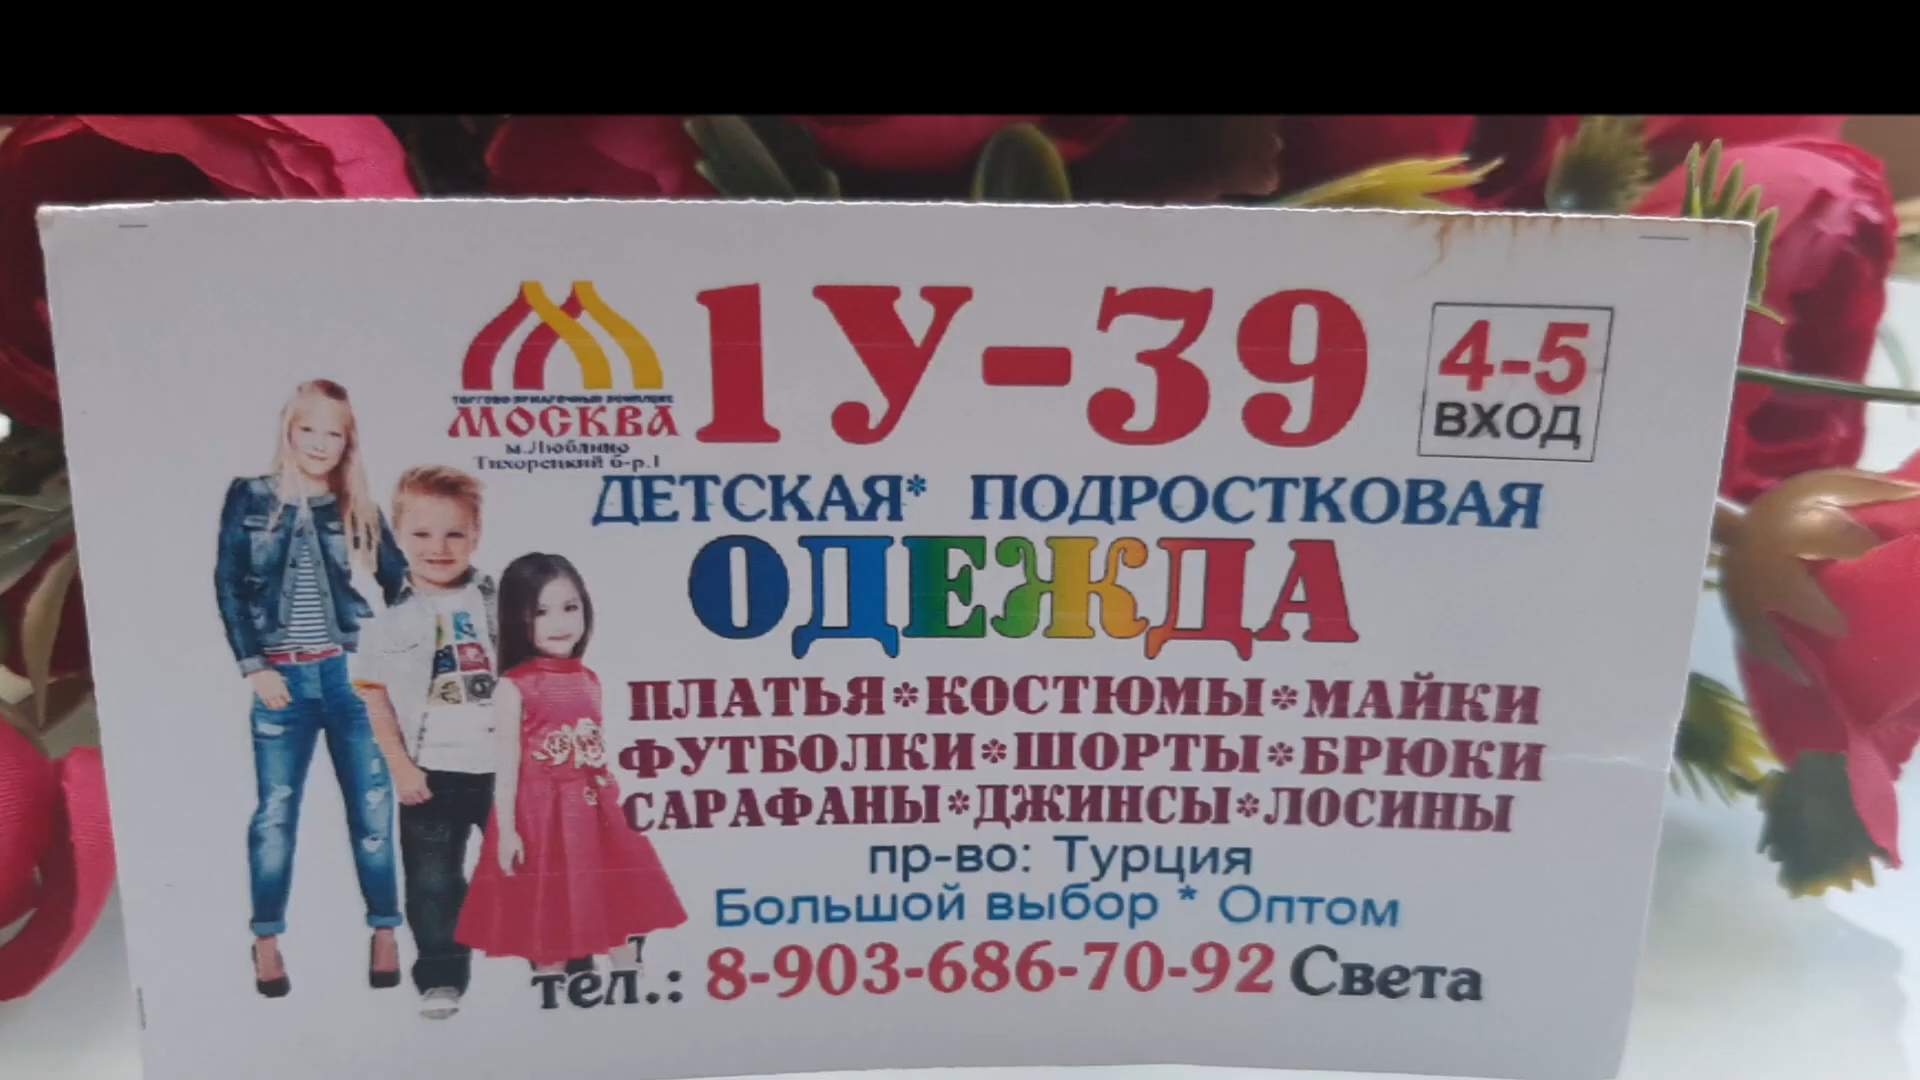 1У-39
4-5
ВХОД
ТОРГОВО-ЯРМАРОЧНЫЙ КОМПЛЕКС
МОСКВА
м.Люблино
Тихорецкий б-р.1
ДЕТСКАЯ* ПОДРОСТКОВАЯ
ОДЕЖДА
ПЛАТЬЯ*КОСТЮМЫ*МАЙКИ
ФУТБОЛКИ*ШОРТЫ*БРЮКИ
САРАФАНЫ*ДЖИНСЫ*ЛОСИНЫ
пр-во: Турция
Большой выбор * Оптом
тел.: 8-903-686-70-92 Света